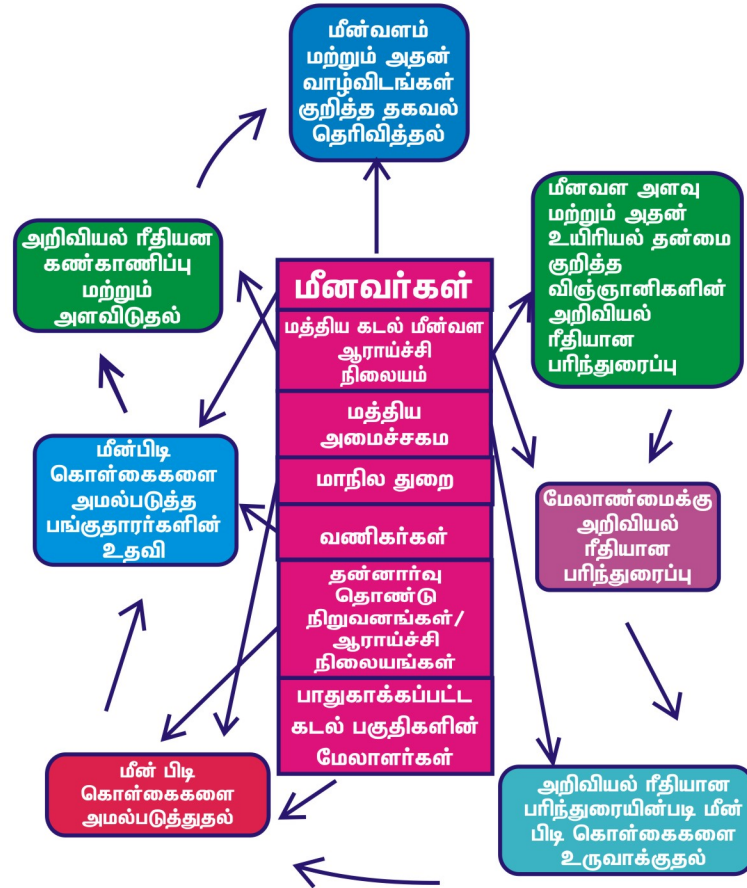 மீன்வளம்
மற்றும் அதன்
வாழ்விடங்கள்
குறித்த தகவல்
தெரிவித்தல்
மீனவள அளவு
மற்றும் அதன்
உயிரியல் தன்மை
குறித்த
விஞ்ஞானிகளின்
அறிவியல்
ரீதியான
பரிந்துரைப்பு
அறிவியல் ரீதியன
கண்காணிப்பு
மற்றும்
அளவிடுதல்
மீனவர்கள்
மத்திய கடல் மீன்வள
ஆராய்ச்சி
நிலையம்
மத்திய
அமைச்சகம
மாநில துறை
வணிகர்கள்
தன்னார்வு
தொண்டு
நிறுவனங்கள்/
ஆராய்ச்சி
நிலையங்கள்
பாதுகாக்கப்பட்ட
கடல் பகுதிகளின்
மேலாளர்கள்
மீன்பிடி
கொள்கைகளை
அமல்படுத்த
பங்குதாரர்களின்
உதவி
மேலாண்மைக்கு
அறிவியல்
ரீதியான
பரிந்துரைப்பு
மீன் பிடி
கொள்கைகளை
அமல்படுத்துதல்
அறிவியல் ரீதியான
பரிந்துரையின்படி மீன்
பிடி கொள்கைகளை
உருவாக்குதல்